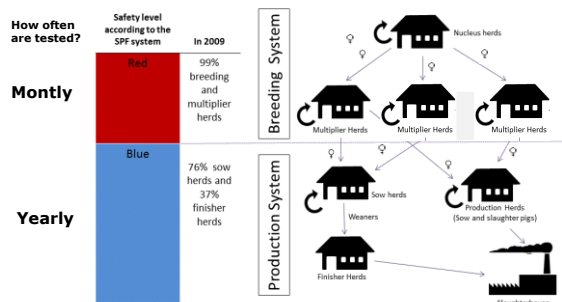 How often
are tested?
Safety level
according to the
SPF system
In 2009
Montly
Red
99%
breeding
and
multiplier
herds
Yearly
Blue
76% sow
herds and
37%
finisher
herds
Breeding System
Nucleus herds
♀ ♀ ♀ ♀
Multiplier Herds
Multiplier Herds
Multiplier Herds
Production System
♀ ♀ ♀
Sow herds
Weaners
Production Herds
(Sow and slaughter pigs)
Finisher Herds
Slaughterhouse